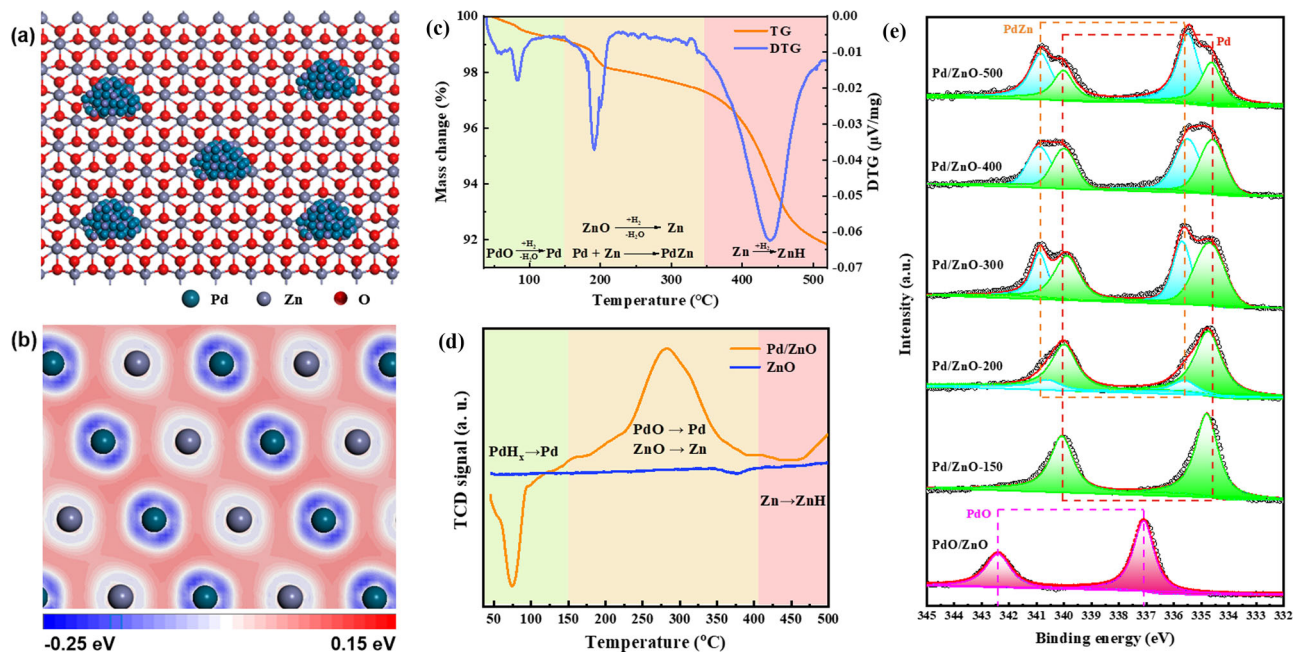 (a)
Pd Zn O
(b)
-0.25 eV 0.15 eV
(c)
100
98
96
94
92
Mass change (%)
0.00
-0.01
-0.02
-0.03
-0.04
-0.05
-0.06
-0.07
DTG (μV/mg)
TG
DTG
ZnO +H₂ -H₂O Zn
PdO +H₂ -H₂O Pd
Pd + Zn → PdZn
Zn +H₂ ZnH
100 200 300 400 500
Temperature (°C)
(d)
TCD signal (a. u.)
Pd/ZnO
ZnO
PdHₓ→Pd
PdO → Pd
ZnO → Zn
Zn→ZnH
50 100 150 200 250 300 350 400 450 500
Temperature (°C)
(e)
PdZn
Pd
Pd/ZnO-500
Pd/ZnO-400
Pd/ZnO-300
Pd/ZnO-200
Pd/ZnO-150
PdO
PdO/ZnO
Intensity (a.u.)
345 344 342 340 339 338 336 334 333 332
Binding energy (eV)